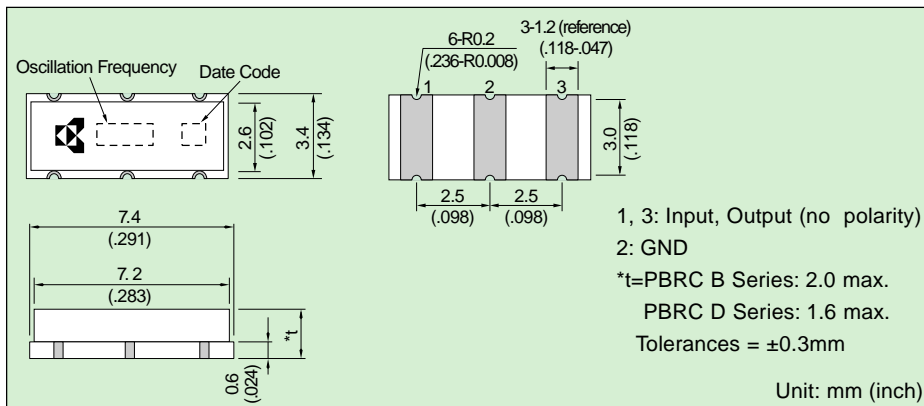 Oscillation Frequency
Date Code
2.6
(.102)
3.4
(.134)
6-R0.2
(.236-R0.008)
3-1.2 (reference)
(.118-.047)
1
2
3
3.0
(.118)
2.5
(.098)
2.5
(.098)
7.4
(.291)
7.2
(.283)
*t
0.6
(.024)
1, 3: Input, Output (no polarity)
2: GND
*t=PBRC B Series: 2.0 max.
PBRC D Series: 1.6 max.
Tolerances = ±0.3mm
Unit: mm (inch)